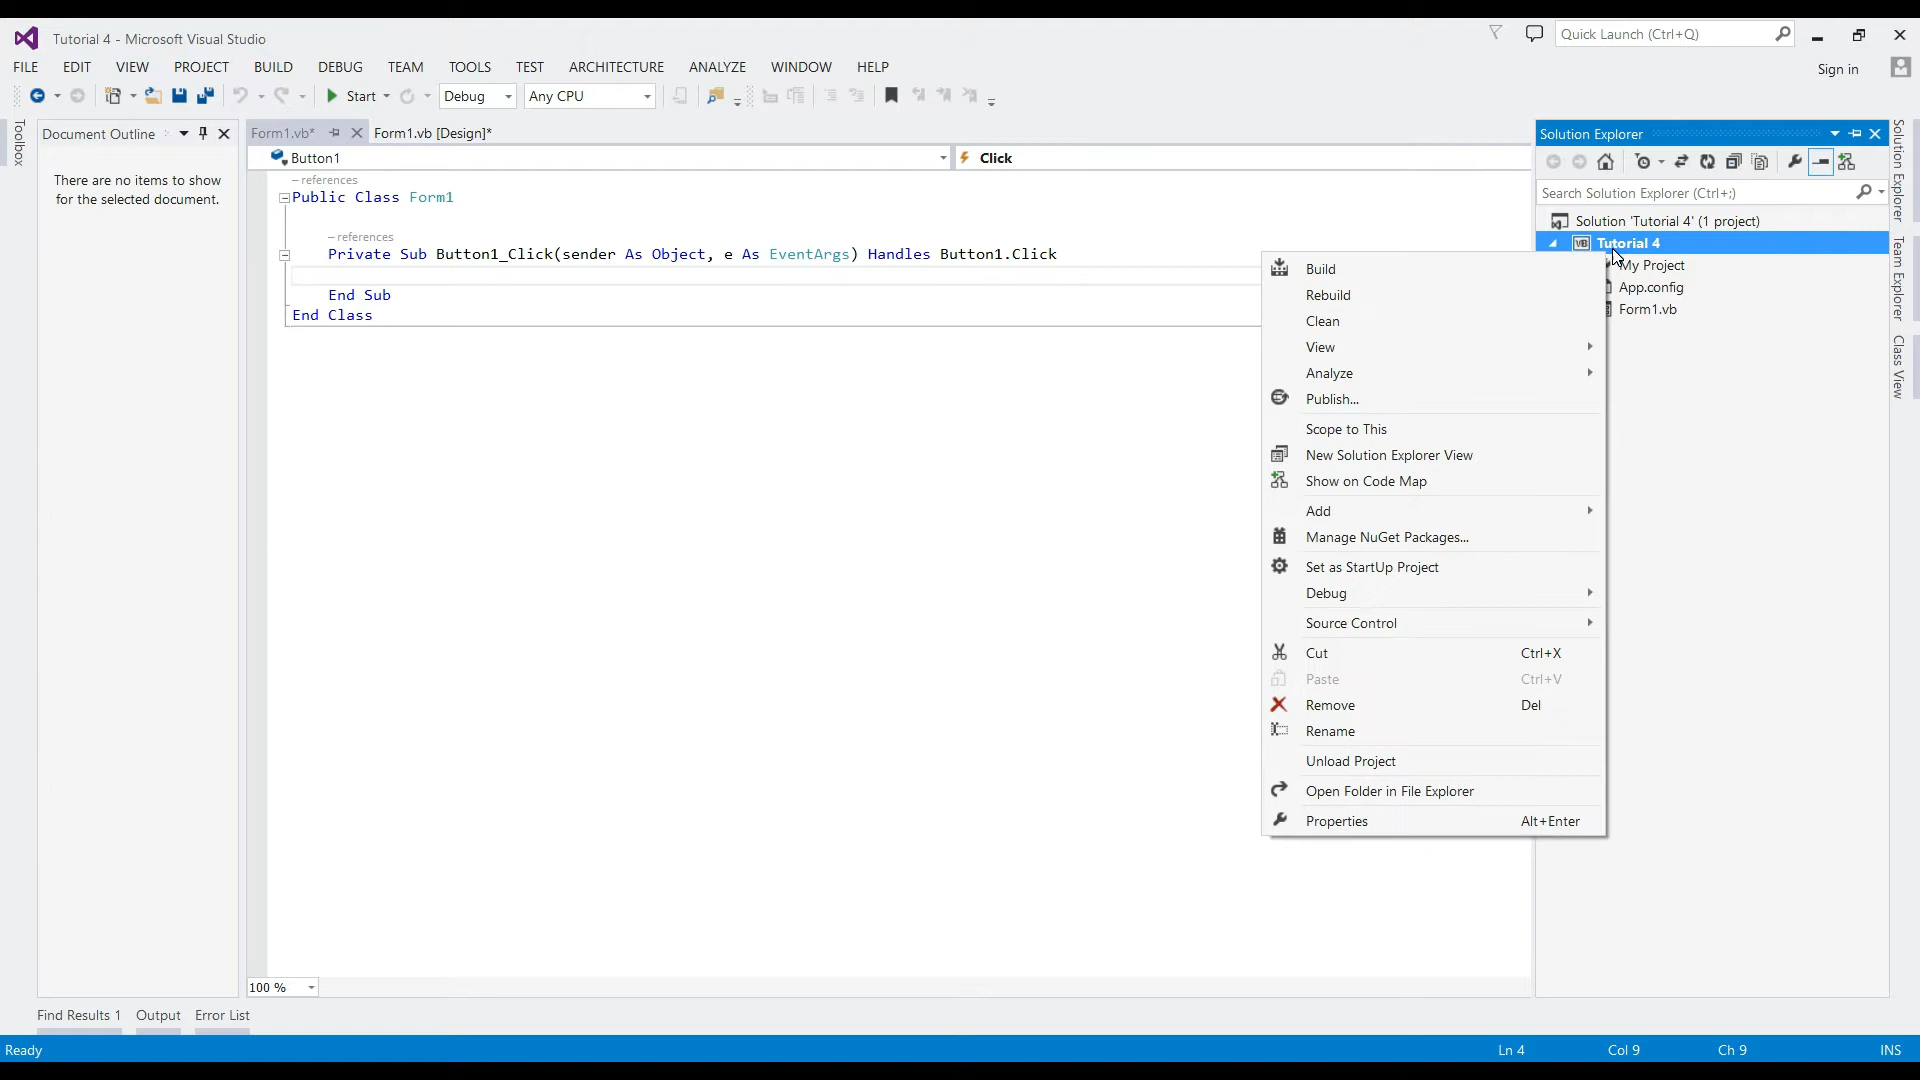 Tutorial 4 - Microsoft Visual Studio
Quick Launch (Ctrl+Q)
FILE EDIT VIEW PROJECT BUILD DEBUG TEAM TOOLS TEST ARCHITECTURE ANALYZE WINDOW HELP
Sign in
Start Debug Any CPU
Toolbox
Document Outline
There are no items to show
for the selected document.
Form1.vb* Form1.vb [Design]*
Button1 Click
– references
Public Class Form1
– references
Private Sub Button1_Click(sender As Object, e As EventArgs) Handles Button1.Click
End Sub
End Class
100 %
Build
Rebuild
Clean
View
Analyze
Publish...
Scope to This
New Solution Explorer View
Show on Code Map
Add
Manage NuGet Packages...
Set as StartUp Project
Debug
Source Control
Cut Ctrl+X
Paste Ctrl+V
Remove Del
Rename
Unload Project
Open Folder in File Explorer
Properties Alt+Enter
Solution Explorer
Search Solution Explorer (Ctrl+;)
Solution 'Tutorial 4' (1 project)
VB Tutorial 4
My Project
App.config
Form1.vb
Solution Explorer
Team Explorer
Class View
Find Results 1 Output Error List
Ready Ln 4 Col 9 Ch 9 INS